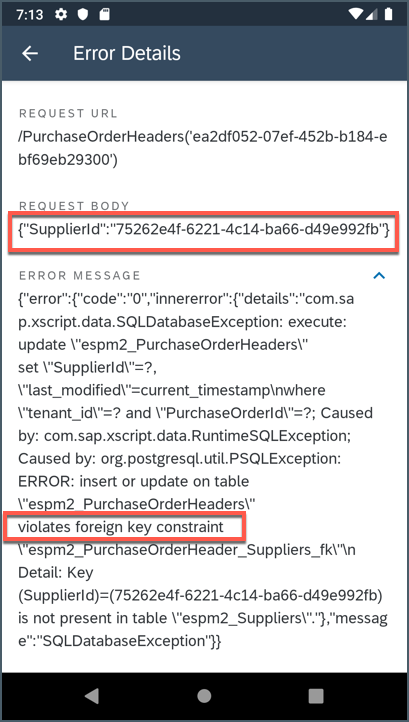 7:13
Error Details
REQUEST URL
/PurchaseOrderHeaders('ea2df052-07ef-452b-b184-e
bf69eb29300')
REQUEST BODY
{"SupplierId":"75262e4f-6221-4c14-ba66-d49e992fb"}
ERROR MESSAGE
{"error":{"code":"0","innererror":{"details":"com.sa
p.xscript.data.SQLDatabaseException: execute:
update \"espm2_PurchaseOrderHeaders\"
set \"SupplierId\"=?,
\"last_modified\"=current_timestamp\nwhere
\"tenant_id\"=? and \"PurchaseOrderId\"=?; Caused
by: com.sap.xscript.data.RuntimeSQLException;
Caused by: org.postgresql.util.PSQLException:
ERROR: insert or update on table
\"espm2_PurchaseOrderHeaders\"
violates foreign key constraint
\"espm2_PurchaseOrderHeader_Suppliers_fk\"\n
Detail: Key
(SupplierId)=(75262e4f-6221-4c14-ba66-d49e992fb)
is not present in table \"espm2_Suppliers\"."},"messag
e":"SQLDatabaseException"}}